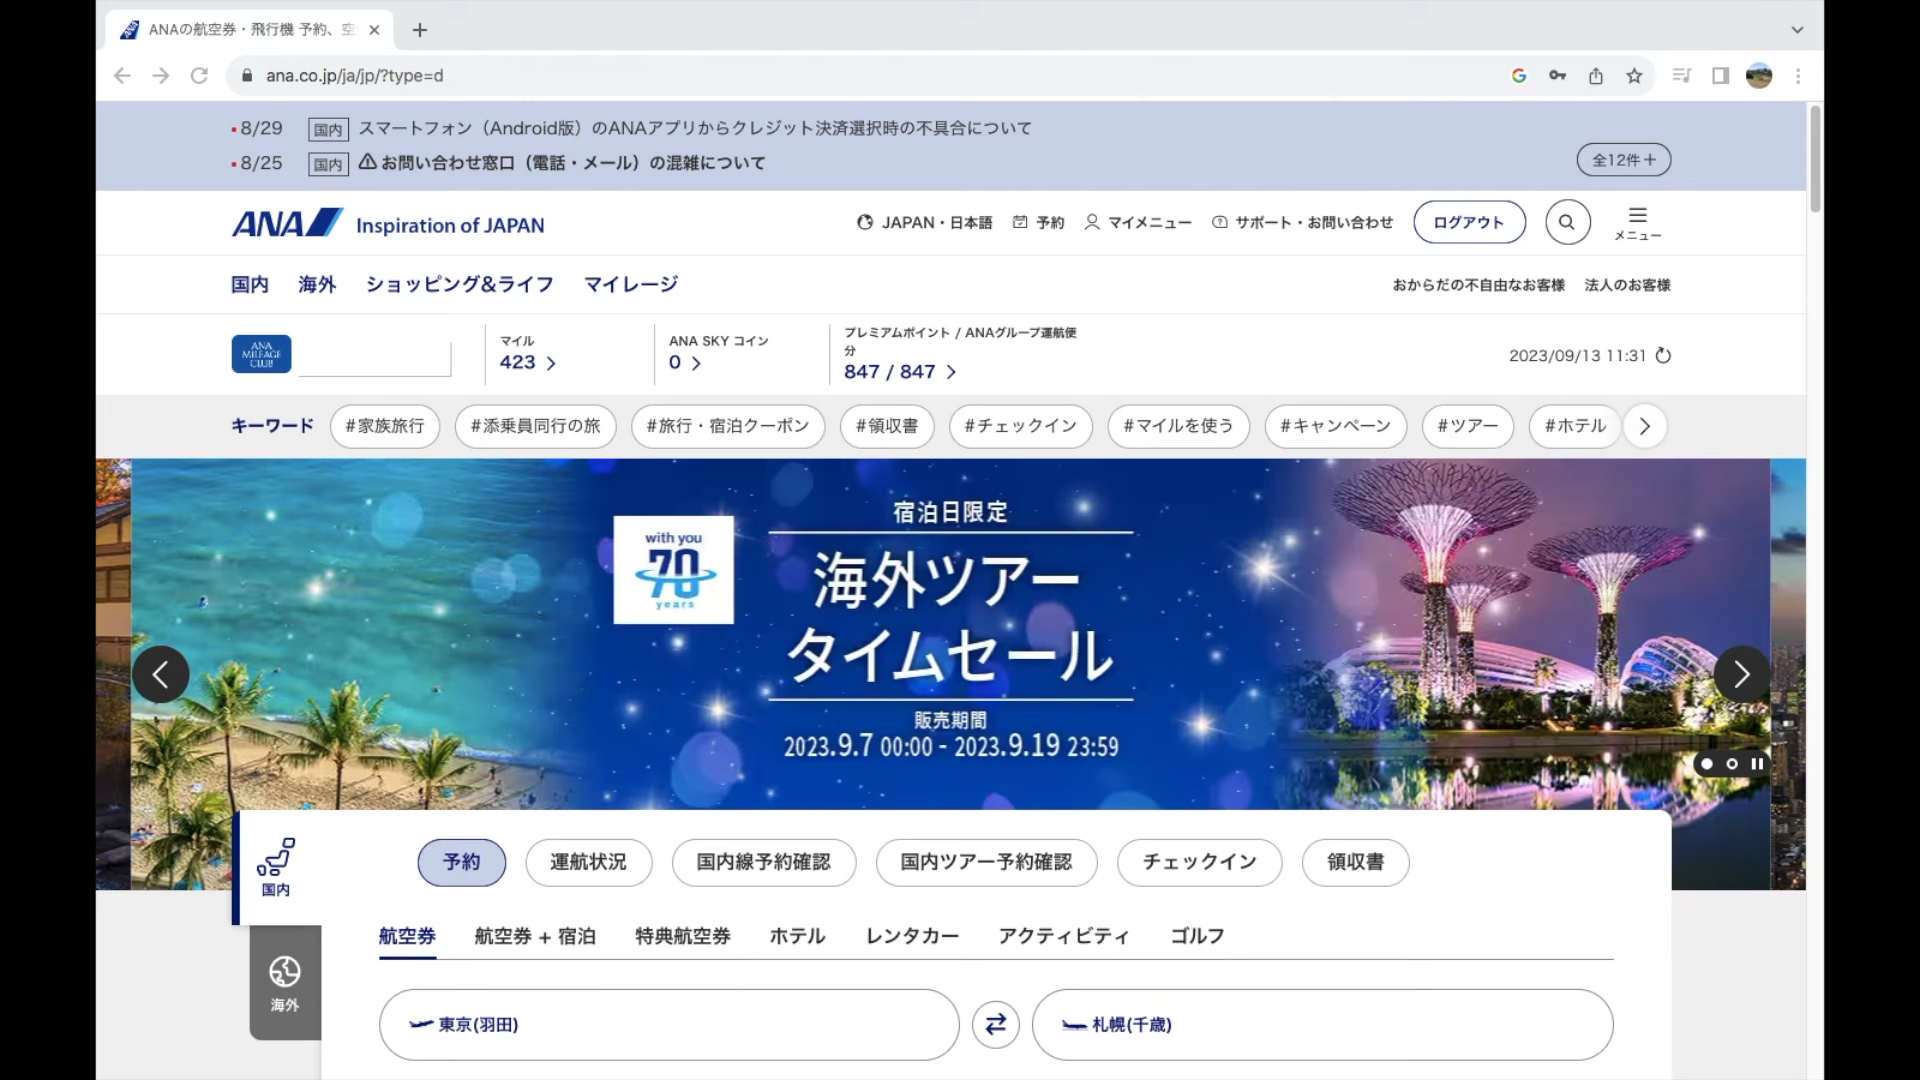 ANAの航空券・飛行機 予約、空
ana.co.jp/ja/jp/?type=d
8/29 国内 スマートフォン（Android版）のANAアプリからクレジット決済選択時の不具合について
8/25 国内 お問い合わせ窓口（電話・メール）の混雑について
全12件＋
ANA Inspiration of JAPAN
JAPAN・日本語 予約 マイメニュー サポート・お問い合わせ ログアウト メニュー
国内 海外 ショッピング&ライフ マイレージ
おからだの不自由なお客様 法人のお客様
ANA MILEAGE CLUB
マイル
423
ANA SKY コイン
0
プレミアムポイント / ANAグループ運航便
分
847 / 847
2023/09/13 11:31
キーワード #家族旅行 #添乗員同行の旅 #旅行・宿泊クーポン #領収書 #チェックイン #マイルを使う #キャンペーン #ツアー #ホテル
with you
70
years
宿泊日限定
海外ツアー
タイムセール
販売期間
2023.9.7 00:00 - 2023.9.19 23:59
国内
予約 運航状況 国内線予約確認 国内ツアー予約確認 チェックイン 領収書
航空券 航空券 + 宿泊 特典航空券 ホテル レンタカー アクティビティ ゴルフ
海外
東京(羽田) 札幌(千歳)